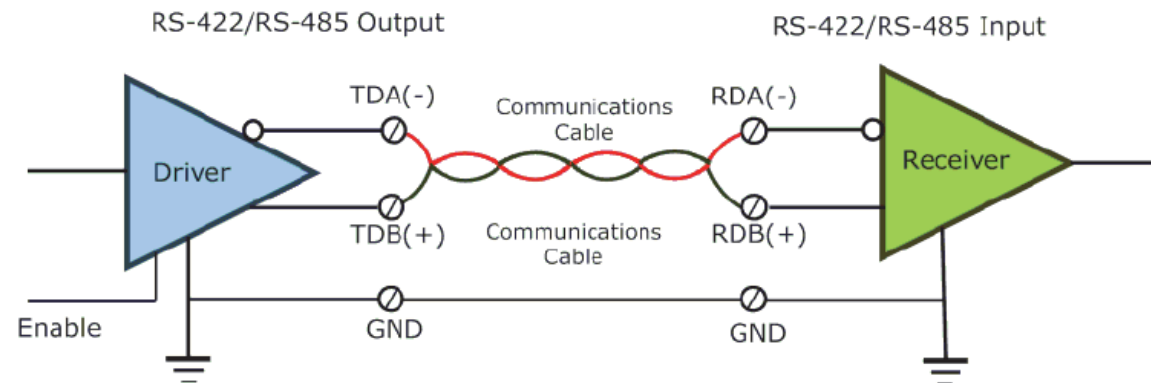 RS-422/RS-485 Output
RS-422/RS-485 Input
TDA(-)
Communications
Cable
RDA(-)
Driver
Receiver
TDB(+)
Communications
Cable
RDB(+)
Enable
GND
GND